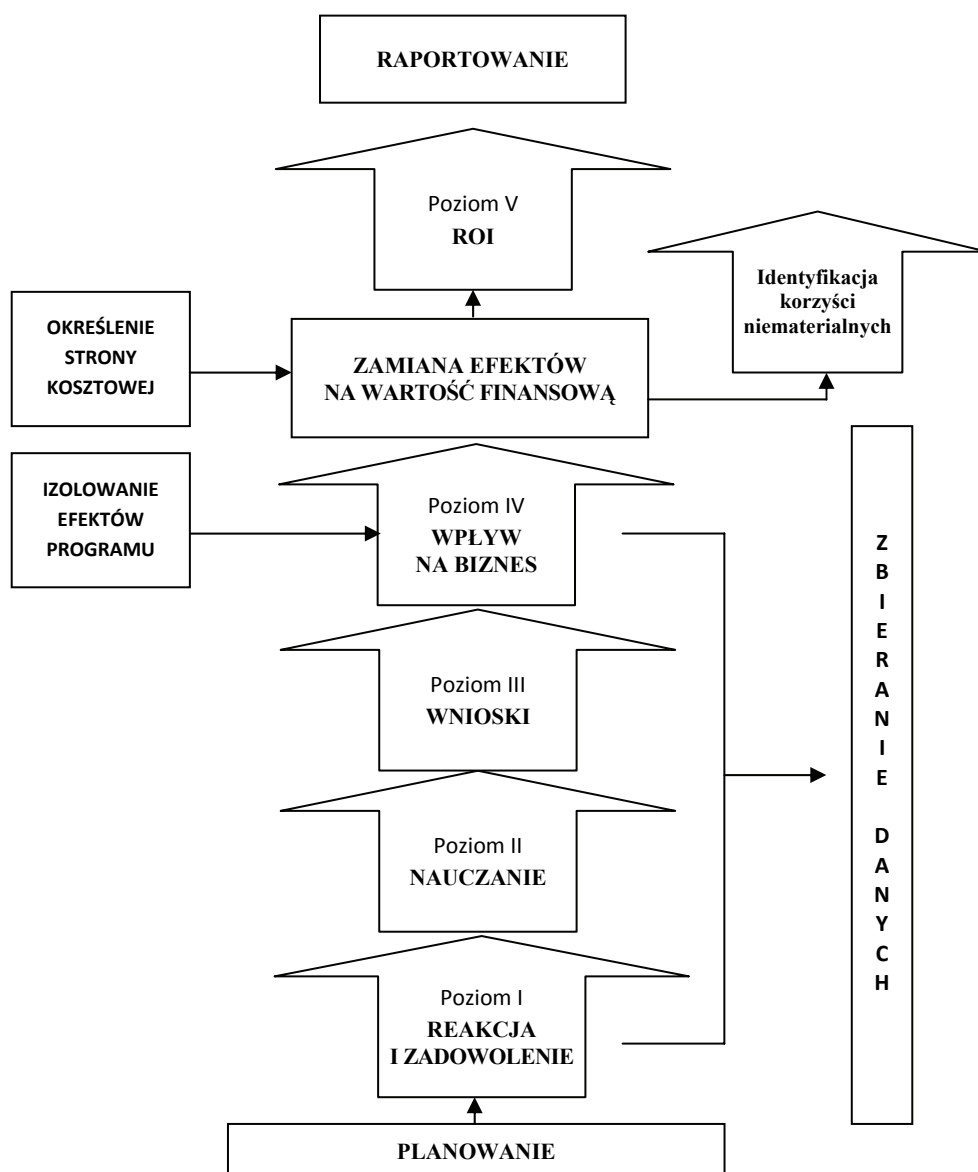 RAPORTOWANIE
Poziom V
ROI
Identyfikacja
korzyści
niematerialnych
OKREŚLENIE
STRONY
KOSZTOWEJ
ZAMIANA EFEKTÓW
NA WARTOŚĆ FINANSOWĄ
IZOLOWANIE
EFEKTÓW
PROGRAMU
Poziom IV
WPŁYW
NA BIZNES
Poziom III
WNIOSKI
Poziom II
NAUCZANIE
Poziom I
REAKCJA
I ZADOWOLENIE
PLANOWANIE
Z
B
I
E
R
A
N
I
E
D
A
N
Y
C
H